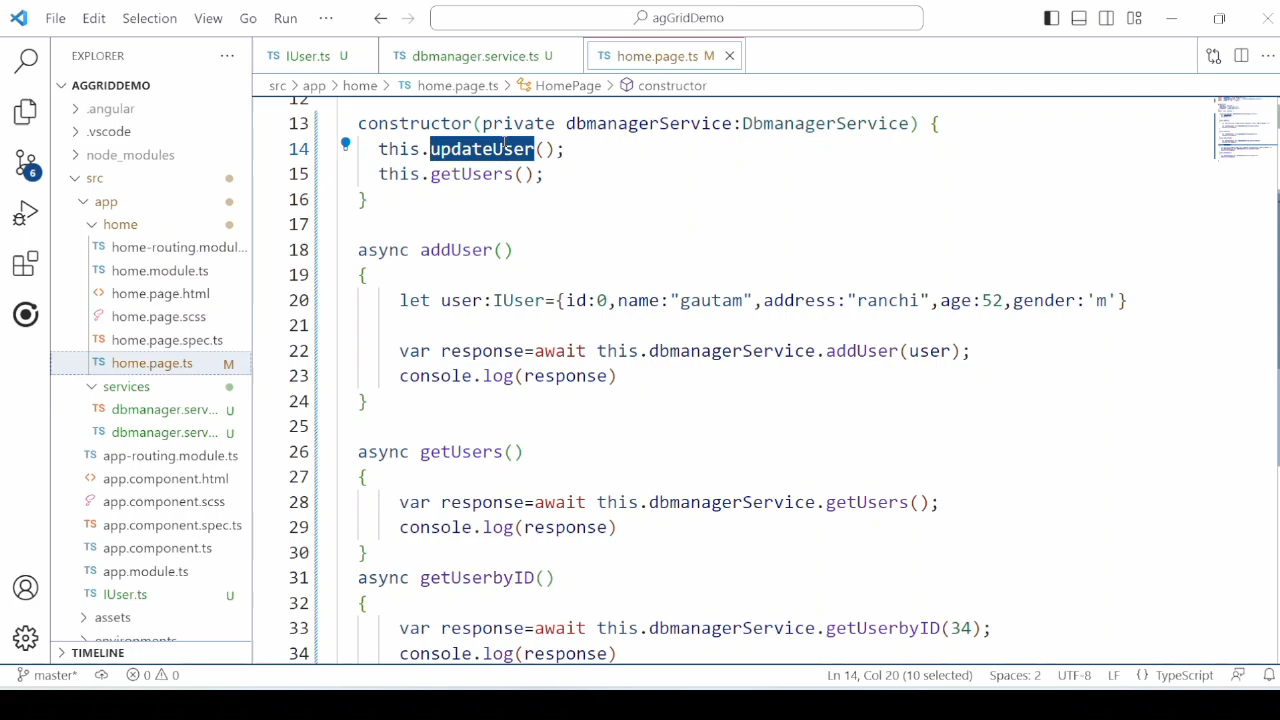 File Edit Selection View Go Run ··· agGridDemo
EXPLORER ···
IUser.ts U
dbmanager.service.ts U
home.page.ts M
AGGRIDDEMO
.angular
.vscode
node_modules
src
app
home
TS home-routing.modul...
TS home.module.ts
<> home.page.html
home.page.scss
TS home.page.spec.ts
TS home.page.ts M
services
TS dbmanager.serv... U
TS dbmanager.serv... U
TS app-routing.module.ts
<> app.component.html
app.component.scss
TS app.component.spec.ts
TS app.component.ts
TS app.module.ts
TS IUser.ts U
assets
TIMELINE
src > app > home > TS home.page.ts > HomePage > constructor
12
13 constructor(private dbmanagerService:DbmanagerService) {
14 this.updateUser();
15 this.getUsers();
16 }
17
18 async addUser()
19 {
20 let user:IUser={id:0,name:"gautam",address:"ranchi",age:52,gender:'m'}
21
22 var response=await this.dbmanagerService.addUser(user);
23 console.log(response)
24 }
25
26 async getUsers()
27 {
28 var response=await this.dbmanagerService.getUsers();
29 console.log(response)
30 }
31 async getUserbyID()
32 {
33 var response=await this.dbmanagerService.getUserbyID(34);
34 console.log(response)
6
master* 0 0 Ln 14, Col 20 (10 selected) Spaces: 2 UTF-8 LF {} TypeScript